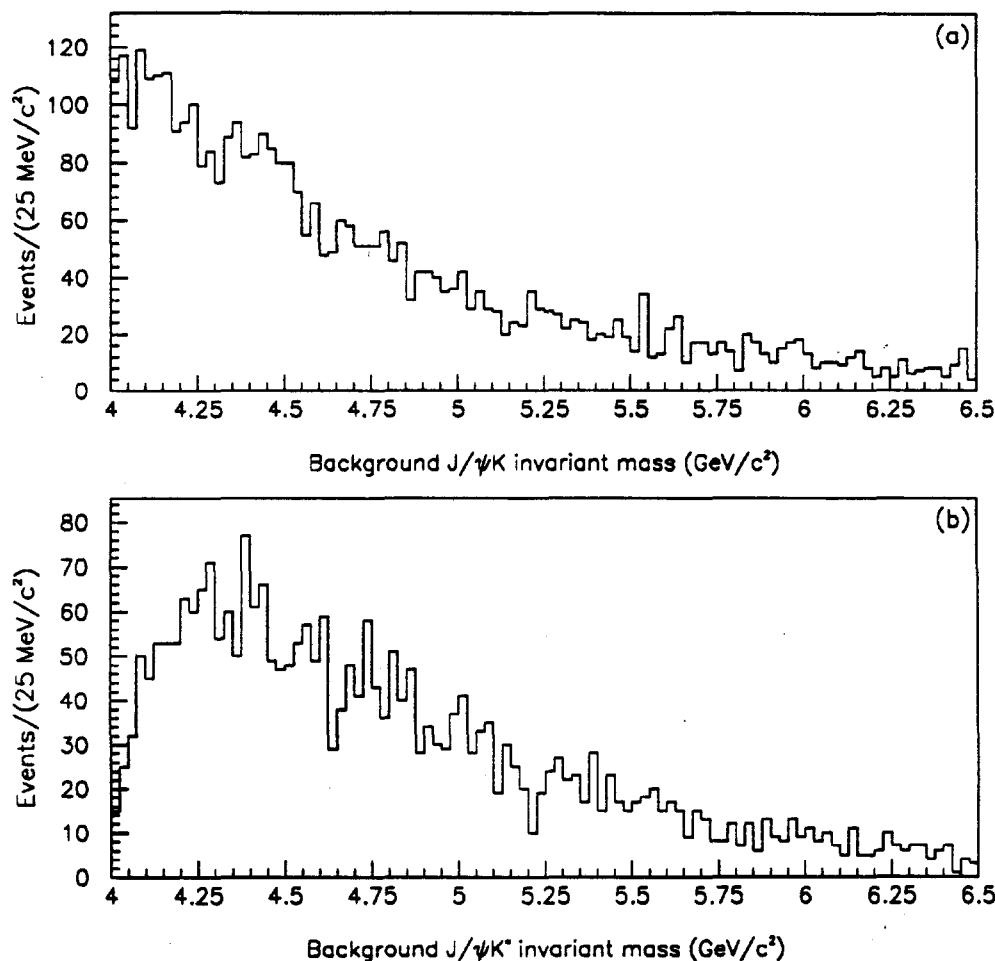 (a)
Events/(25 MeV/c²)
120
100
80
60
40
20
0
4 4.25 4.5 4.75 5 5.25 5.5 5.75 6 6.25 6.5
Background J/ψK invariant mass (GeV/c²)
(b)
Events/(25 MeV/c²)
80
70
60
50
40
30
20
10
0
4 4.25 4.5 4.75 5 5.25 5.5 5.75 6 6.25 6.5
Background J/ψK* invariant mass (GeV/c²)